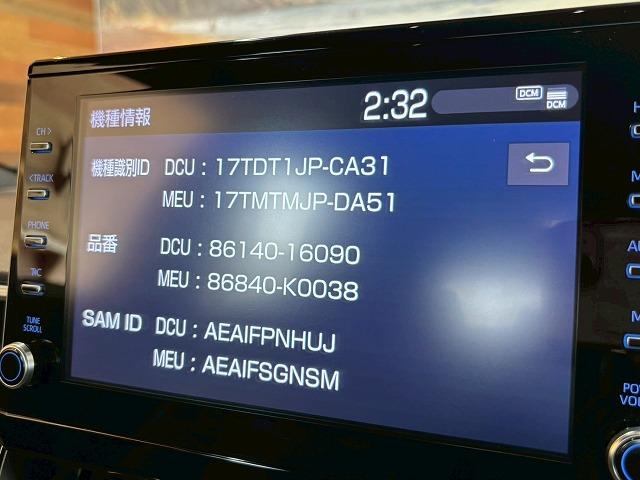 2:32
DCM
DCM
機種情報
機種識別ID DCU : 17TDT1JP-CA31
MEU : 17TMTMJP-DA51
品番 DCU : 86140-16090
MEU : 86840-K0038
SAM ID DCU : AEAIFPNHUJ
MEU : AEAIFSGNSM
CH >
< TRACK
PHONE
TUNE
SCROLL